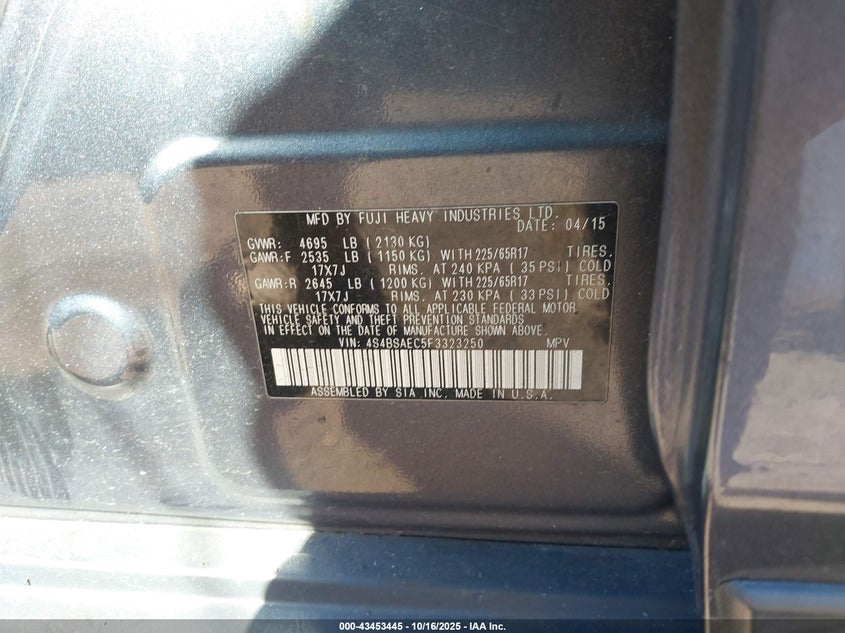 MFD BY FUJI HEAVY INDUSTRIES LTD.
DATE: 04/15
GVWR: 4695 LB (2130 KG)
GAWR:F 2535 LB (1150 KG) WITH 225/65R17 TIRES,
17X7J RIMS, AT 240 KPA (35 PSI) COLD
GAWR:R 2645 LB (1200 KG) WITH 225/65R17 TIRES,
17X7J RIMS, AT 230 KPA (33 PSI) COLD
THIS VEHICLE CONFORMS TO ALL APPLICABLE FEDERAL MOTOR
VEHICLE SAFETY AND THEFT PREVENTION STANDARDS
IN EFFECT ON THE DATE OF MANUFACTURE SHOWN ABOVE.
VIN: 4S4BSAEC5F3323250 MPV
ASSEMBLED BY SIA INC. MADE IN U.S.A.
000-43453445 - 10/16/2025 - IAA Inc.